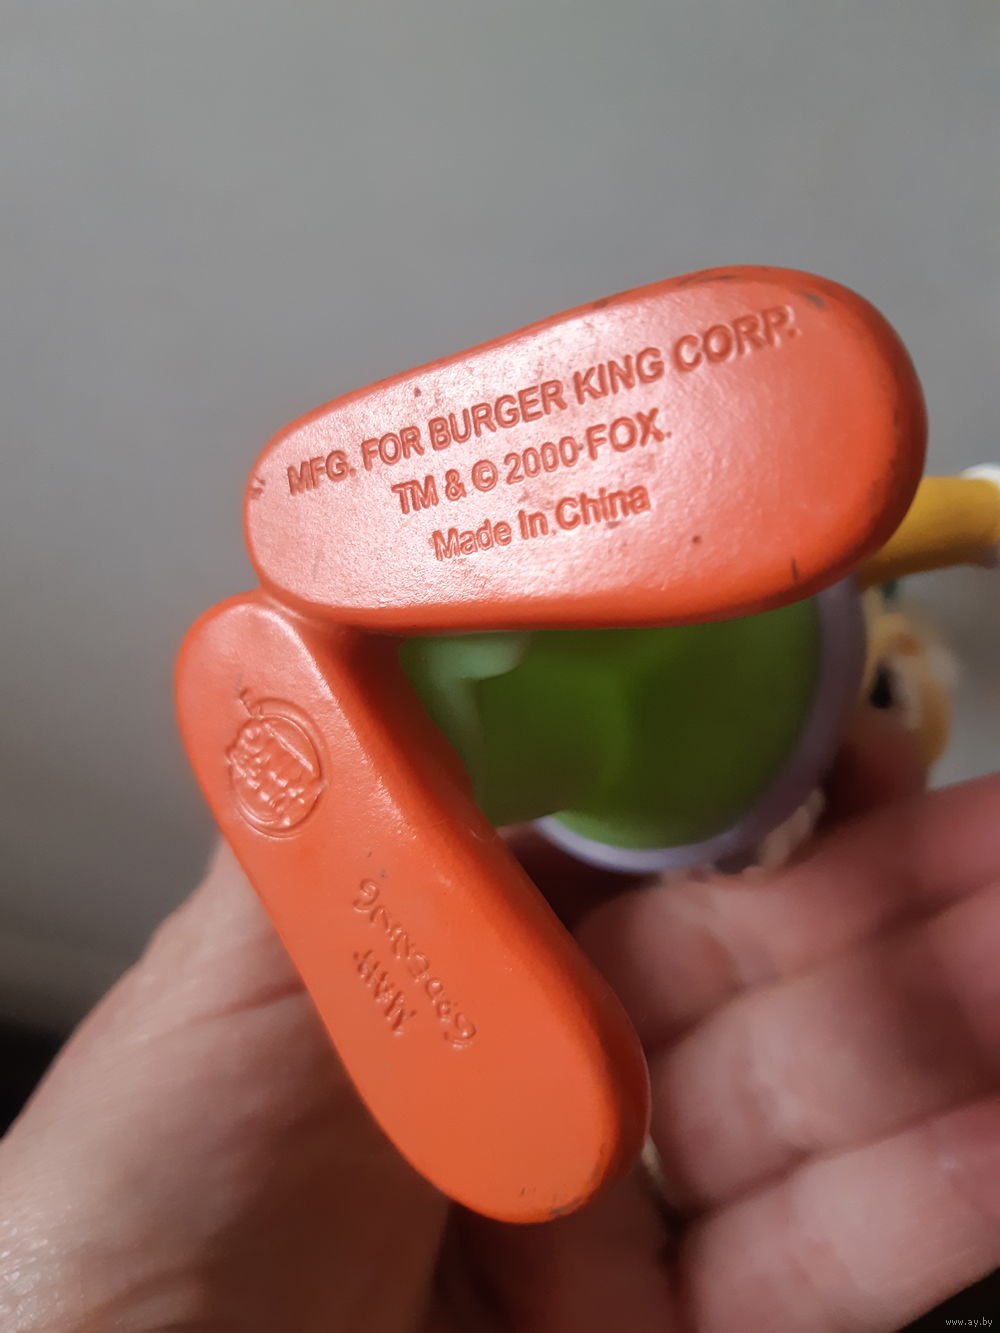 MFG. FOR BURGER KING CORP.
TM & © 2000 FOX.
Made In China
MATT
GROENING
www.ay.by